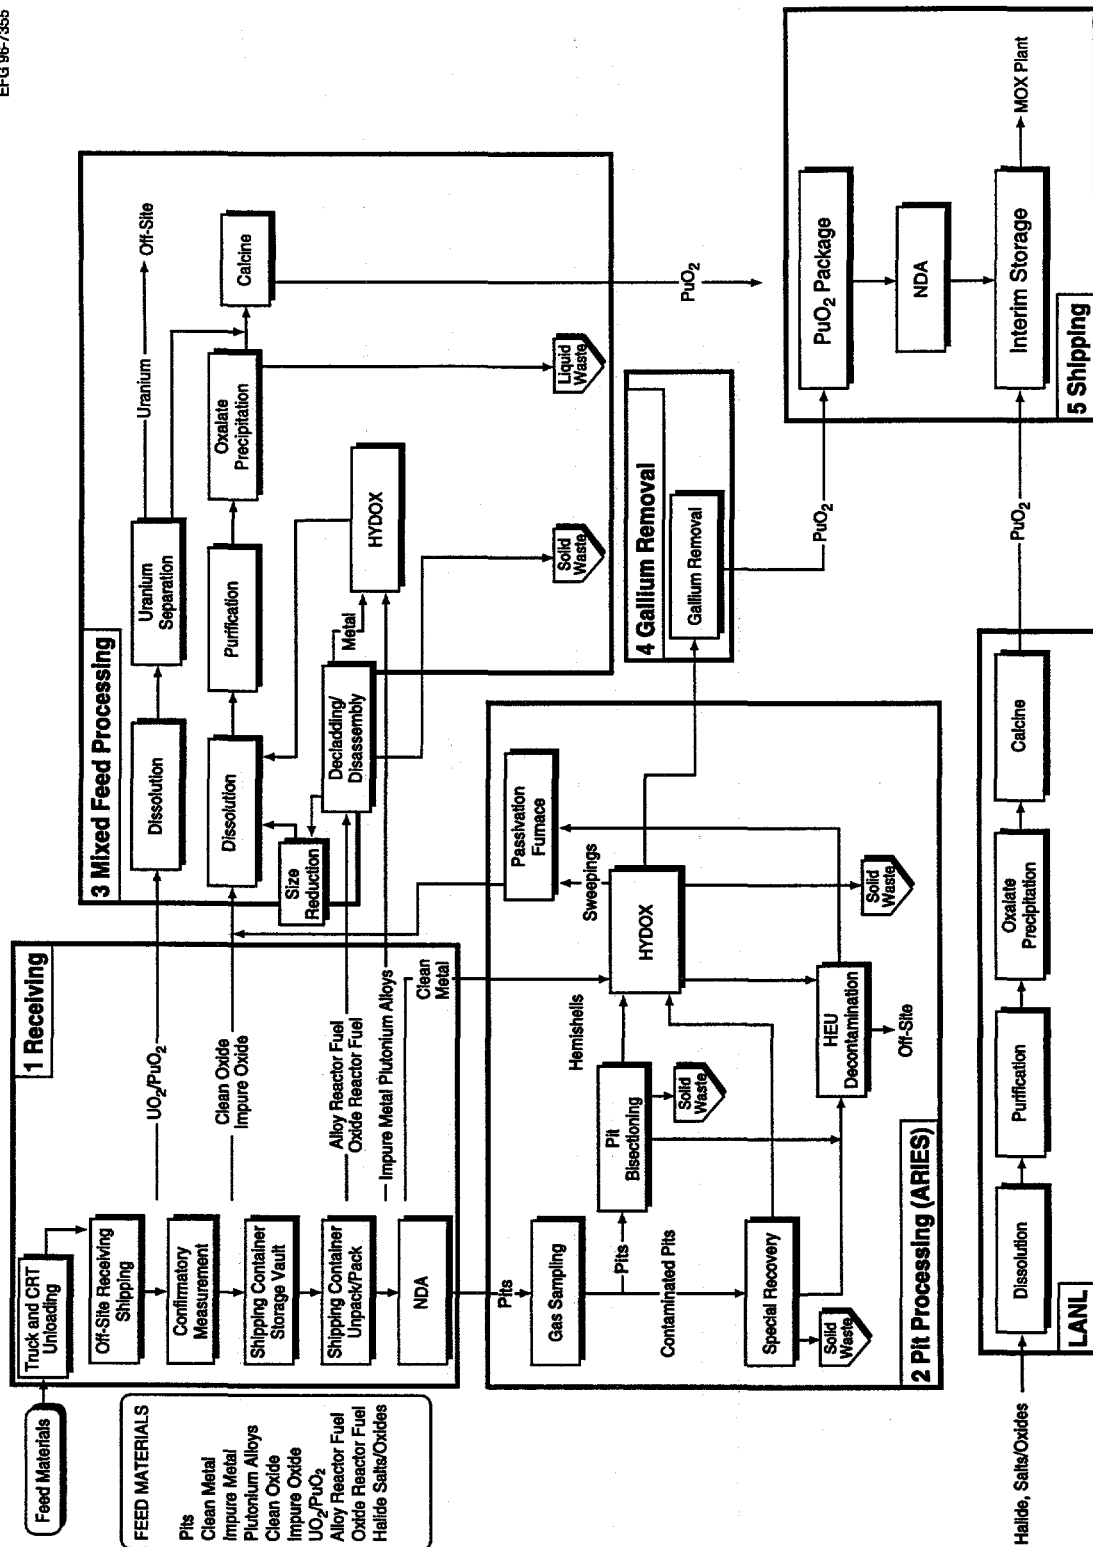 EFG 96-7355
Feed Materials
FEED MATERIALS
Pits
Clean Metal
Impure Metal
Plutonium Alloys
Clean Oxide
Impure Oxide
UO₂/PuO₂
Alloy Reactor Fuel
Oxide Reactor Fuel
Halide Salts/Oxides
1 Receiving
Truck and CRT
Unloading
Off-Site Receiving
Shipping
Confirmatory
Measurement
Shipping Container
Storage Vault
Shipping Container
Unpack/Pack
NDA
UO₂/PuO₂
Clean Oxide
Impure Oxide
Alloy Reactor Fuel
Oxide Reactor Fuel
Impure Metal Plutonium Alloys
Clean
Metal
3 Mixed Feed Processing
Dissolution
Uranium
Separation
Uranium
Off-Site
Dissolution
Purification
Oxalate
Precipitation
Calcine
Size
Reduction
Decladding/
Disassembly
Metal
HYDOX
Solid
Waste
Liquid
Waste
PuO₂
Pits
Gas Sampling
Pits
Contaminated Pits
Pit
Bisectioning
Solid
Waste
Hemishells
HYDOX
Sweepings
Passivation
Furnace
Special Recovery
Solid
Waste
HEU
Decontamination
Off-Site
Solid
Waste
2 Pit Processing (ARIES)
4 Gallium Removal
Gallium Removal
PuO₂
PuO₂ Package
NDA
Interim Storage
MOX Plant
5 Shipping
Halide, Salts/Oxides
Dissolution
Purification
Oxalate
Precipitation
Calcine
PuO₂
LANL